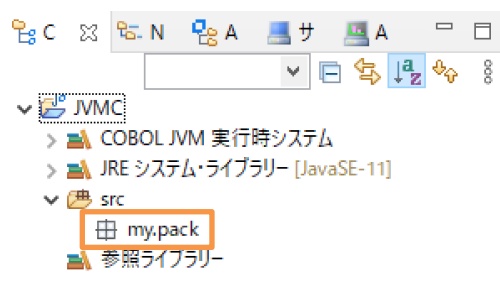 C N A サ A
JVMC
COBOL JVM 実行時システム
JRE システム・ライブラリー [JavaSE-11]
src
my.pack
参照ライブラリー